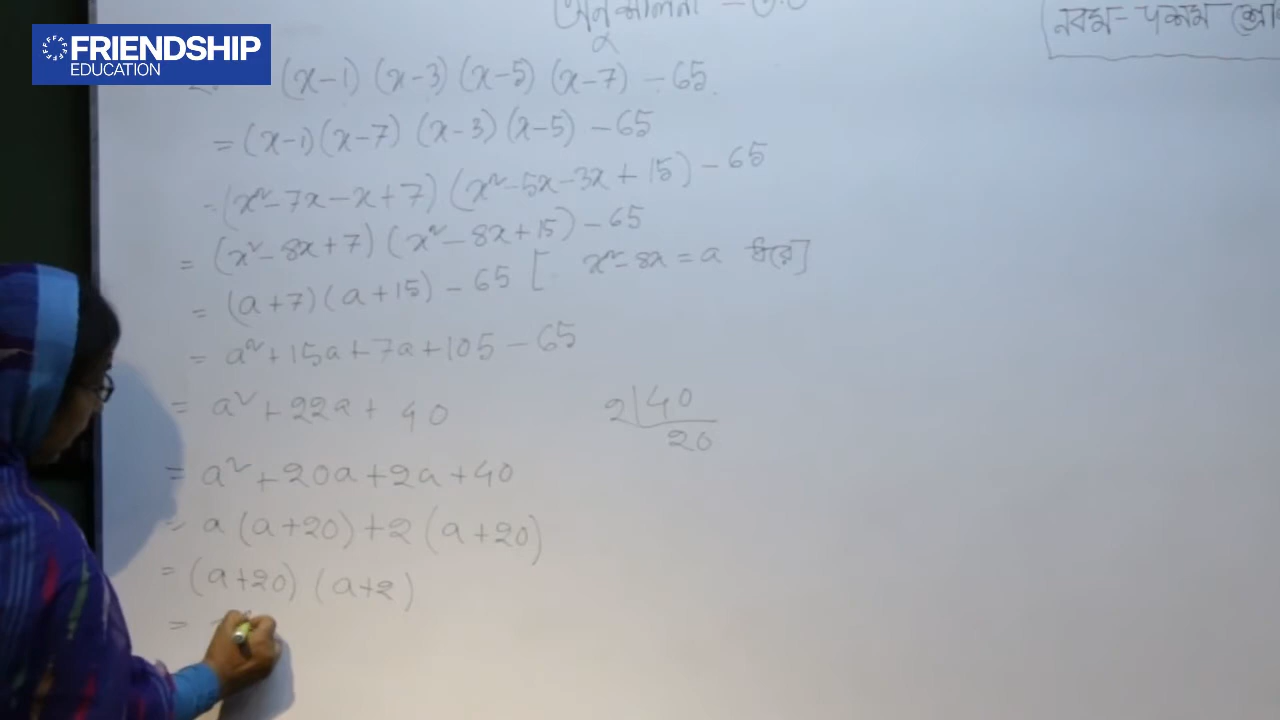 FRIENDSHIP
EDUCATION
অনুশীলনী -
নবম-দশম
(x-1) (x-3) (x-5) (x-7) - 65
= (x-1) (x-7) (x-3) (x-5) - 65
= (x²-7x-x+7) (x²-5x-3x+15) - 65
= (x²-8x+7) (x²-8x+15) - 65
= (a+7) (a+15) - 65 [ x²-8x = a ধরে]
= a²+15a+7a+105-65
= a²+22a+40
2|40
20
= a²+20a+2a+40
= a(a+20)+2(a+20)
= (a+20) (a+2)
=